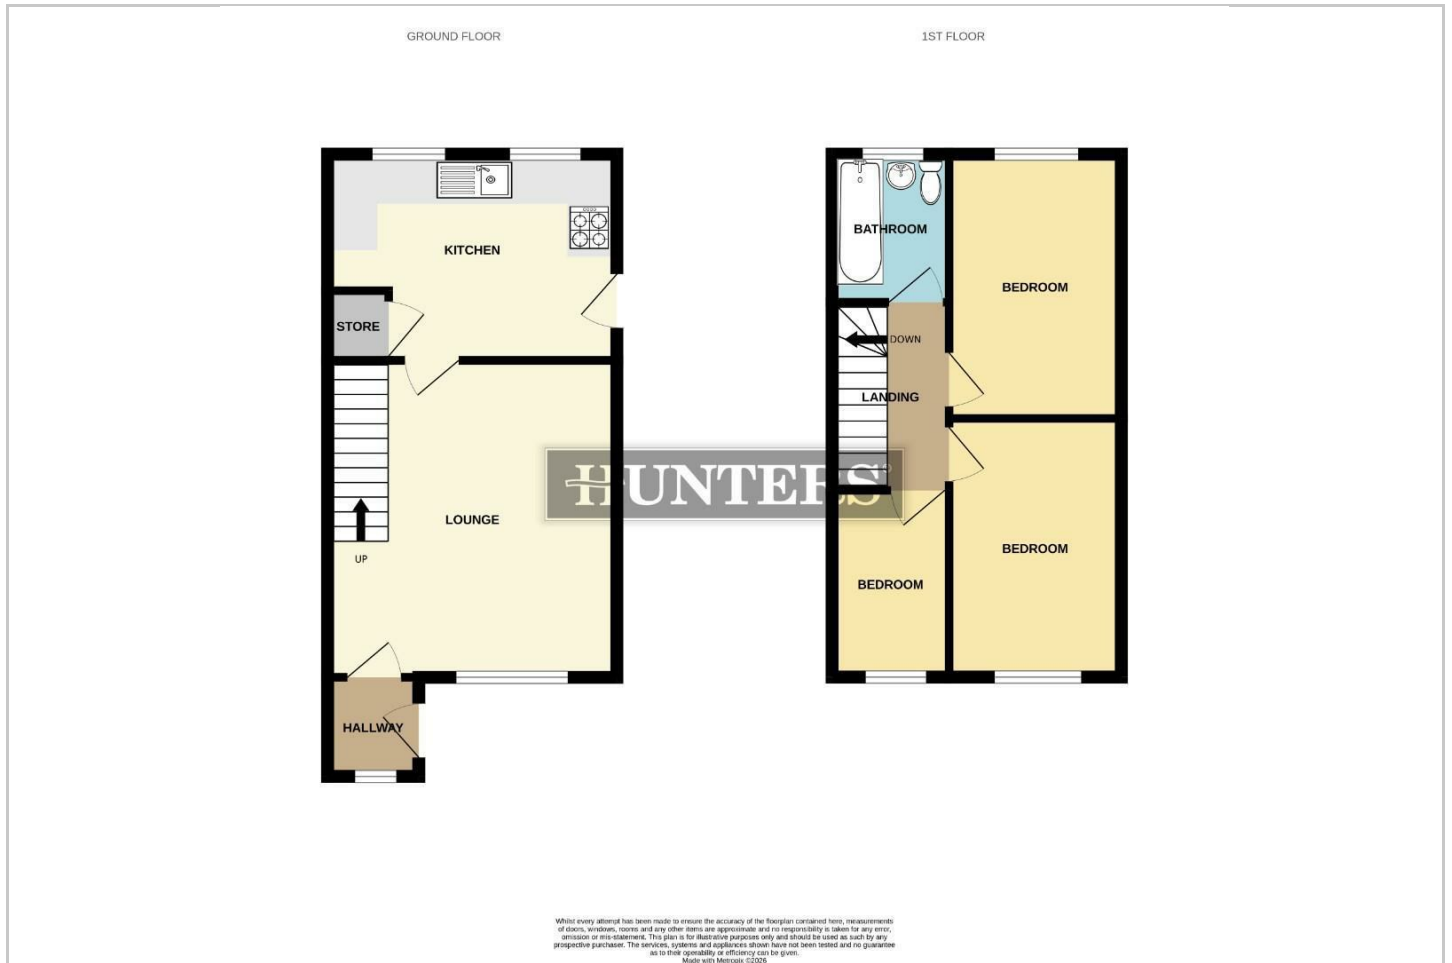 GROUND FLOOR
1ST FLOOR
KITCHEN
STORE
LOUNGE
UP
HALLWAY
BATHROOM
BEDROOM
DOWN
LANDING
BEDROOM
BEDROOM
HUNTERS
Whilst every attempt has been made to ensure the accuracy of the floorplan contained here, measurements
of doors, windows, rooms and any other items are approximate and no responsibility is taken for any error,
omission or mis-statement. This plan is for illustrative purposes only and should be used as such by any
prospective purchaser. The services, systems and appliances shown have not been tested and no guarantee
as to their operability or efficiency can be given.
Made with Metropix ©2026